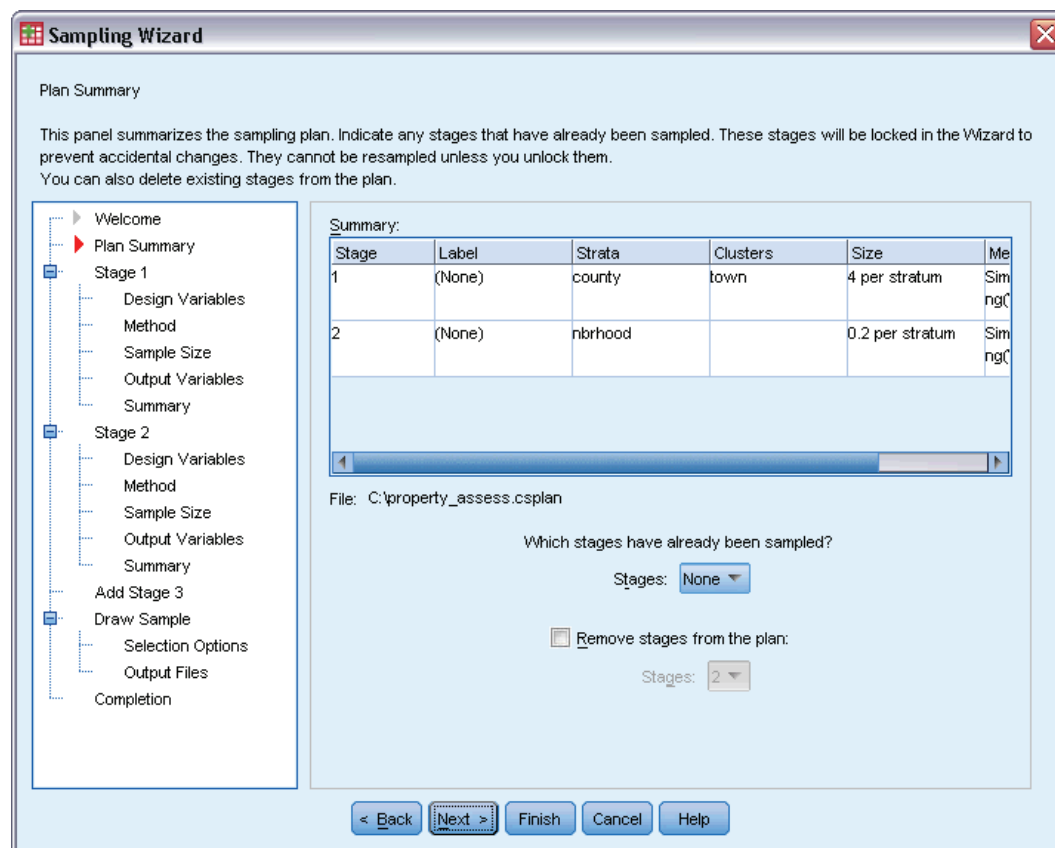 Sampling Wizard
Plan Summary
This panel summarizes the sampling plan. Indicate any stages that have already been sampled. These stages will be locked in the Wizard to
prevent accidental changes. They cannot be resampled unless you unlock them.
You can also delete existing stages from the plan.
Welcome
Plan Summary
Stage 1
Design Variables
Method
Sample Size
Output Variables
Summary
Stage 2
Design Variables
Method
Sample Size
Output Variables
Summary
Add Stage 3
Draw Sample
Selection Options
Output Files
Completion
Summary:
Stage Label Strata Clusters Size Me
1 (None) county town 4 per stratum Sim
ng(
2 (None) nbrhood 0.2 per stratum Sim
ng(
File: C:\property_assess.csplan
Which stages have already been sampled?
Stages: None
Remove stages from the plan:
Stages: 2
< Back Next > Finish Cancel Help